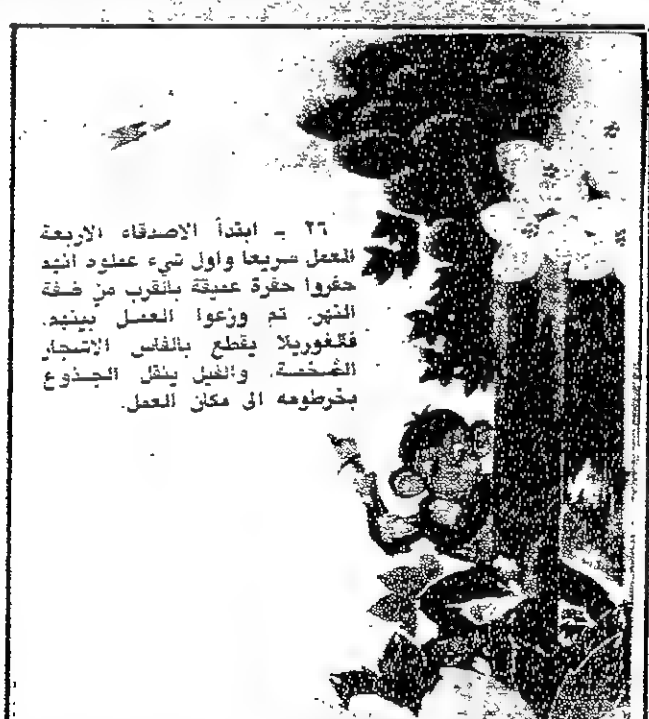 ٢٦ ـ ابتدأ الاصدقاء الاربعة
العمل سريعا واول شيء عملوه انهم
حفروا حفرة عميقة بالقرب من ضفة
النهر. ثم وزعوا العمل بينهم.
فالغوريلا يقطع بالفأس الاشجار
الضخمة. والفيل ينقل الجذوع
بخرطومه الى مكان العمل.